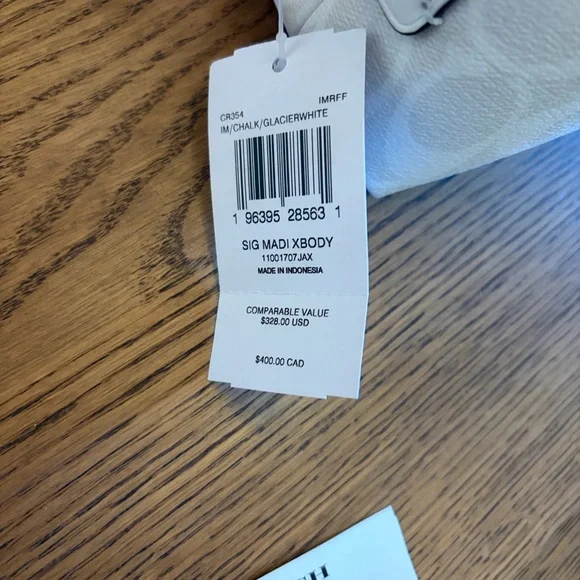 IMRFF
CR354
IM/CHALK/GLACIERWHITE
1 96395 28563 1
SIG MADI XBODY
11001707JAX
MADE IN INDONESIA
COMPARABLE VALUE
$328.00 USD
$400.00 CAD